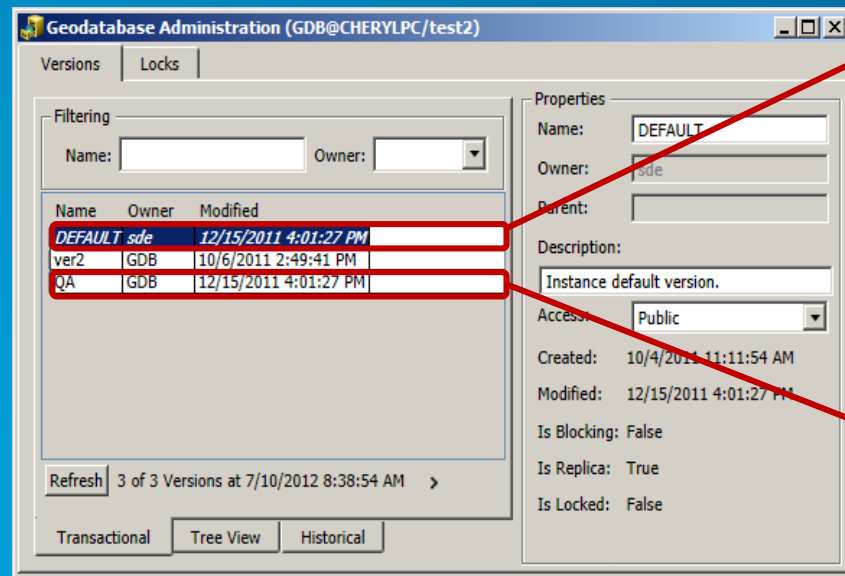 Geodatabase Administration (GDB@CHERYLPC/test2)
Versions Locks
Filtering
Name: Owner:
Name Owner Modified
DEFAULT sde 12/15/2011 4:01:27 PM
ver2 GDB 10/6/2011 2:49:41 PM
QA GDB 12/15/2011 4:01:27 PM
Refresh 3 of 3 Versions at 7/10/2012 8:38:54 AM >
Transactional Tree View Historical
Properties
Name: DEFAULT
Owner: sde
Parent:
Description:
Instance default version.
Access: Public
Created: 10/4/2011 11:11:54 AM
Modified: 12/15/2011 4:01:27 PM
Is Blocking: False
Is Replica: True
Is Locked: False